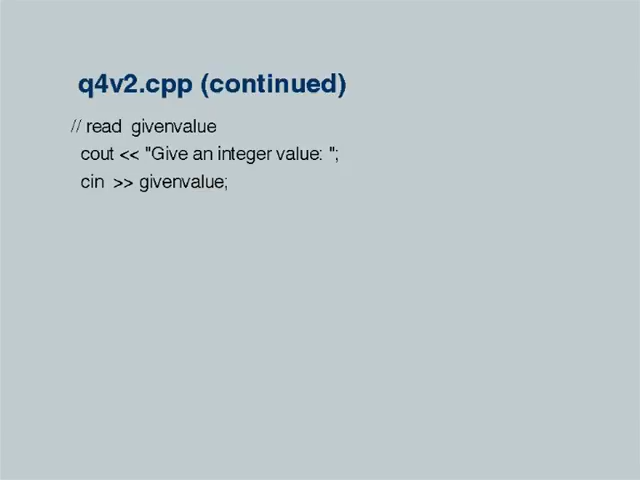 q4v2.cpp (continued)
// read  givenvalue
cout << "Give an integer value: ";
cin  >> givenvalue;